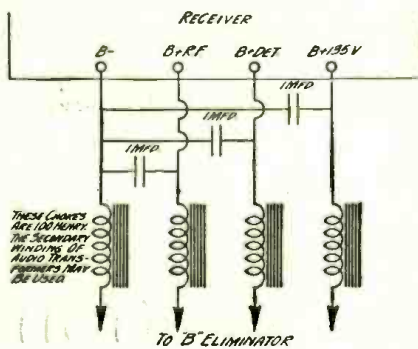 RECEIVER
B- B+RF B+DET. B+135V
1MFD
1MFD.
1MFD
THESE CHOKES
ARE 100 HENRY.
THE SECONDARY
WINDING OF
AUDIO TRANS-
FORMERS MAY
BE USED.
TO "B" ELIMINATOR